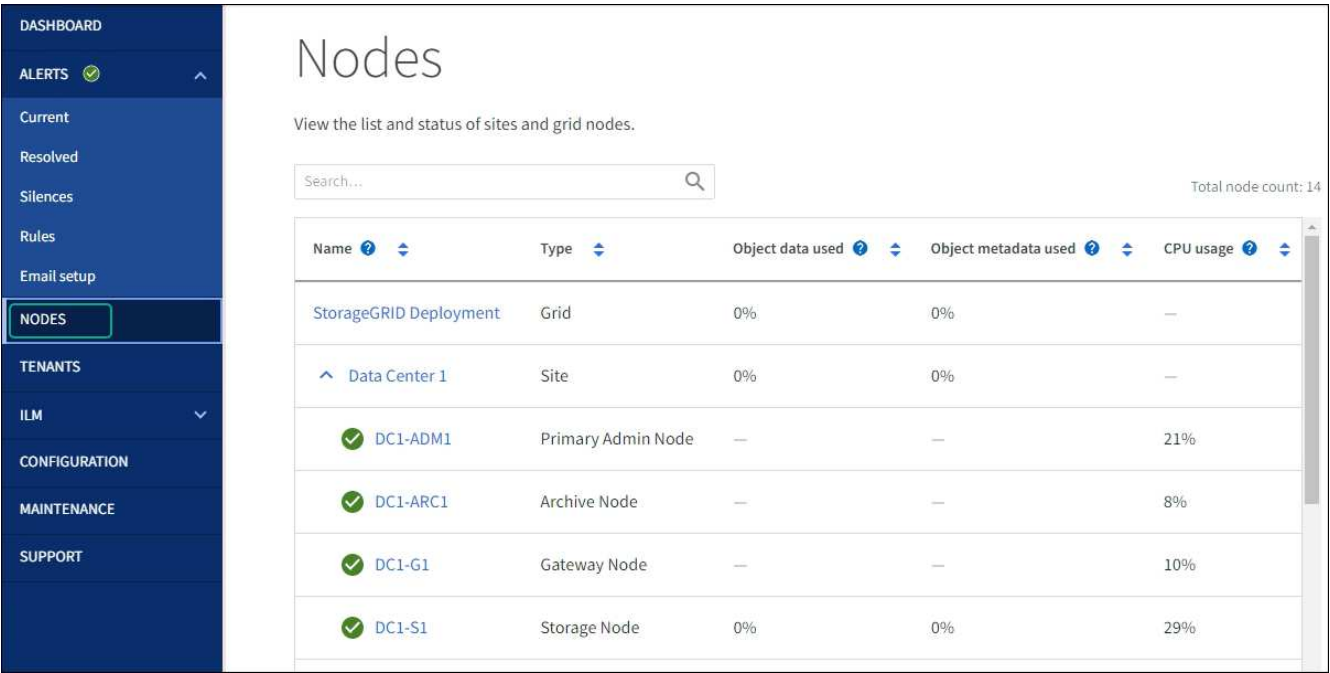 DASHBOARD
ALERTS
Current
Resolved
Silences
Rules
Email setup
NODES
TENANTS
ILM
CONFIGURATION
MAINTENANCE
SUPPORT
Nodes
View the list and status of sites and grid nodes.
Search...
Total node count: 14
Name ? Type Object data used ? Object metadata used ? CPU usage ?
StorageGRID Deployment Grid 0% 0% —
Data Center 1 Site 0% 0% —
DC1-ADM1 Primary Admin Node — — 21%
DC1-ARC1 Archive Node — — 8%
DC1-G1 Gateway Node — — 10%
DC1-S1 Storage Node 0% 0% 29%